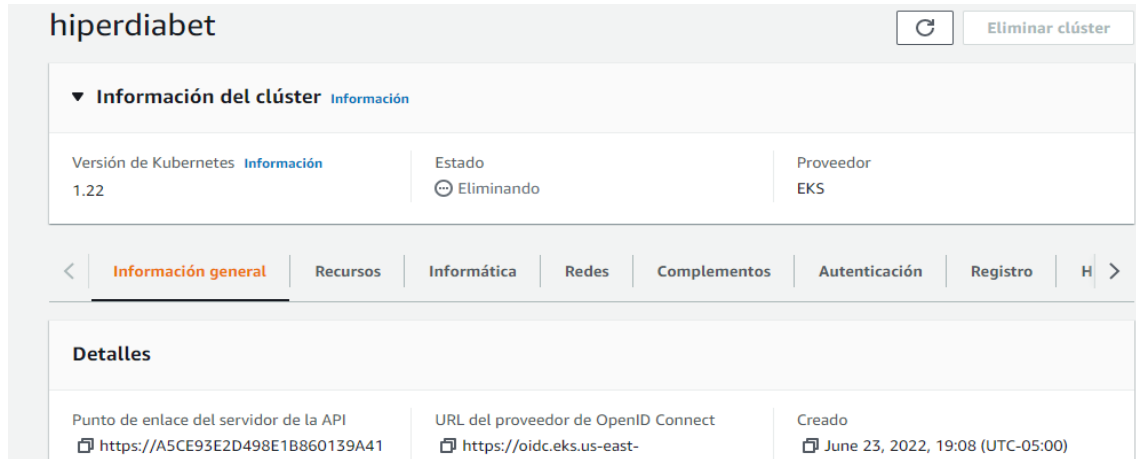 hiperdiabet
Eliminar clúster
Información del clúster Información
Versión de Kubernetes Información
1.22
Estado
Eliminando
Proveedor
EKS
Información general Recursos Informática Redes Complementos Autenticación Registro H
Detalles
Punto de enlace del servidor de la API
https://A5CE93E2D498E1B860139A41
URL del proveedor de OpenID Connect
https://oidc.eks.us-east-
Creado
June 23, 2022, 19:08 (UTC-05:00)